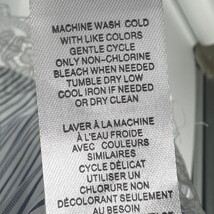 MACHINE WASH COLD
WITH LIKE COLORS
GENTLE CYCLE
ONLY NON-CHLORINE
BLEACH WHEN NEEDED
TUMBLE DRY LOW
COOL IRON IF NEEDED
OR DRY CLEAN
LAVER À LA MACHINE
À L'EAU FROIDE
AVEC COULEURS
SIMILAIRES
CYCLE DÉLICAT
UTILISER UN
CHLORURE NON
DÉCOLORANT SEULEMENT
AU BESOIN